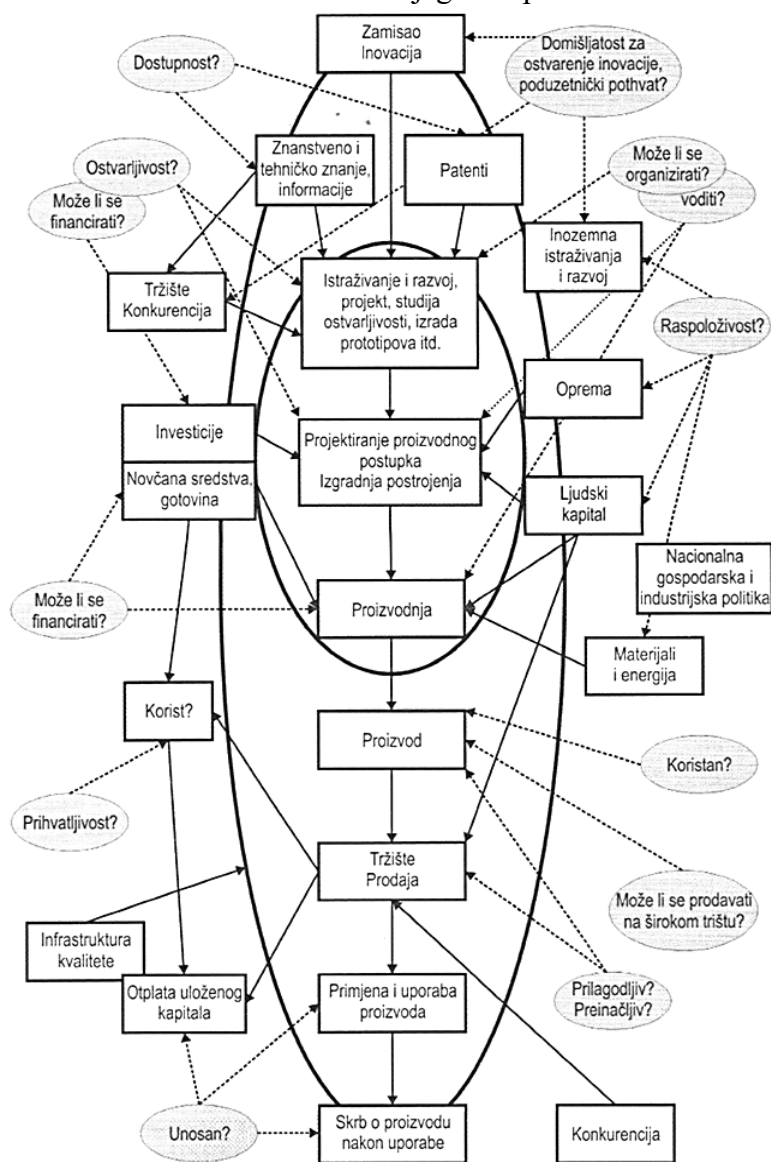 Zamisao
Inovacija
Dostupnost?
Domišljatost za
ostvarenje inovacije,
poduzetnički pothvat?
Znanstveno i
tehničko znanje,
informacije
Patenti
Ostvarljivost?
Može li se
financirati?
Može li se
organizirati?
voditi?
Inozemna
istraživanja
i razvoj
Tržište
Konkurencija
Istraživanje i razvoj,
projekt, studija
ostvarljivosti, izrada
prototipova itd.
Raspoloživost?
Oprema
Investicije
Novčana sredstva,
gotovina
Projektiranje proizvodnog
postupka
Izgradnja postrojenja
Ljudski
kapital
Nacionalna
gospodarska i
industrijska politika
Može li se
financirati?
Proizvodnja
Materijali
i energija
Korist?
Proizvod
Koristan?
Prihvatljivost?
Tržište
Prodaja
Može li se prodavati
na širokom trištu?
Infrastruktura
kvalitete
Otplata uloženog
kapitala
Primjena i uporaba
proizvoda
Prilagodljiv?
Preinačljiv?
Unosan?
Skrb o proizvodu
nakon uporabe
Konkurencija